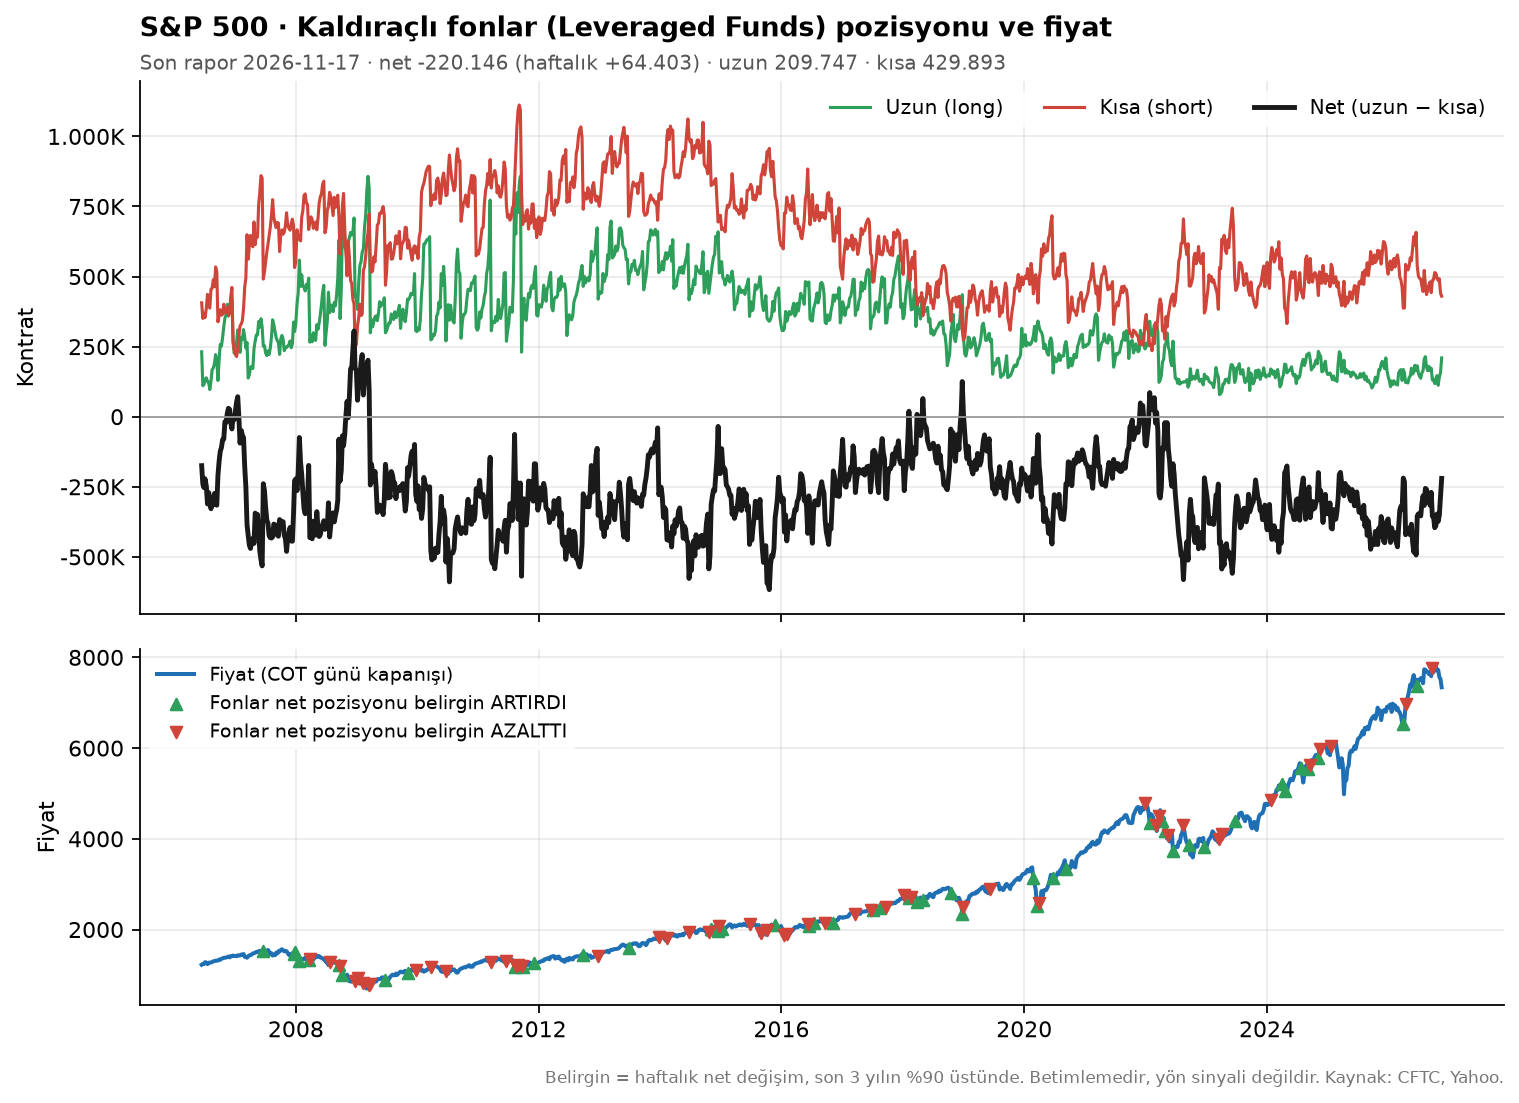 S&P 500 · Kaldıraçlı fonlar (Leveraged Funds) pozisyonu ve fiyat
Son rapor 2026-11-17 · net -220.146 (haftalık +64.403) · uzun 209.747 · kısa 429.893
Uzun (long)
Kısa (short)
Net (uzun − kısa)
Kontrat
1.000K
750K
500K
250K
0
-250K
-500K
Fiyat (COT günü kapanışı)
Fonlar net pozisyonu belirgin ARTIRDI
Fonlar net pozisyonu belirgin AZALTTI
Fiyat
8000
6000
4000
2000
2008
2012
2016
2020
2024
Belirgin = haftalık net değişim, son 3 yılın %90 üstünde. Betimlemedir, yön sinyali değildir. Kaynak: CFTC, Yahoo.